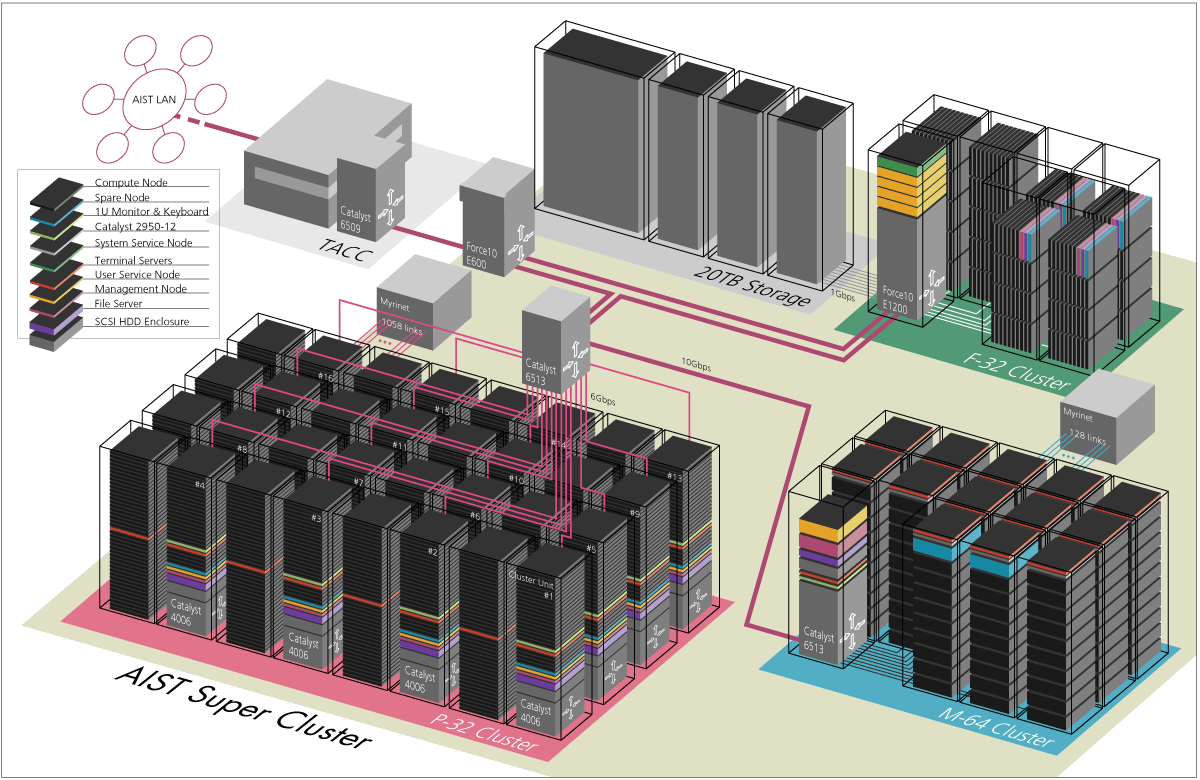 AIST LAN
Compute Node
Spare Node
1U Monitor & Keyboard
Catalyst 2950-12
System Service Node
Terminal Servers
User Service Node
Management Node
File Server
SCSI HDD Enclosure
Catalyst
6509
TACC
Force10
E600
20TB Storage
1Gbps
Force10
E1200
F-32 Cluster
Myrinet
1058 links
Catalyst
6513
10Gbps
6Gbps
Myrinet
128 links
#16
#15
#14
#13
#12
#11
#10
#9
#8
#7
#6
#5
#4
#3
#2
Cluster Unit
#1
Catalyst
4006
Catalyst
4006
Catalyst
4006
Catalyst
4006
Catalyst
6513
P-32 Cluster
M-64 Cluster
AIST Super Cluster